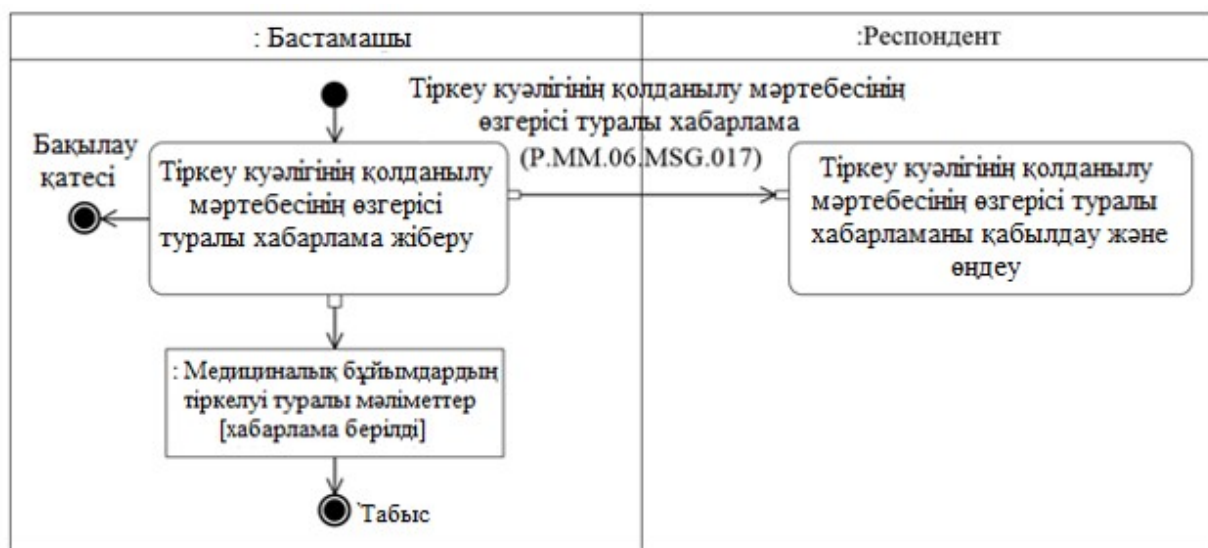 : Бастамашы
:Респондент
Тіркеу куәлігінің қолданылу мәртебесінің
өзгерісі туралы хабарлама
(P.MM.06.MSG.017)
Бақылау
қатесі
Тіркеу куәлігінің қолданылу
мәртебесінің өзгерісі
туралы хабарлама жіберу
Тіркеу куәлігінің қолданылу
мәртебесінің өзгерісі туралы
хабарламаны қабылдау және
өңдеу
: Медициналық бұйымдардың
тіркелуі туралы мәліметтер
[хабарлама берілді]
Табыс